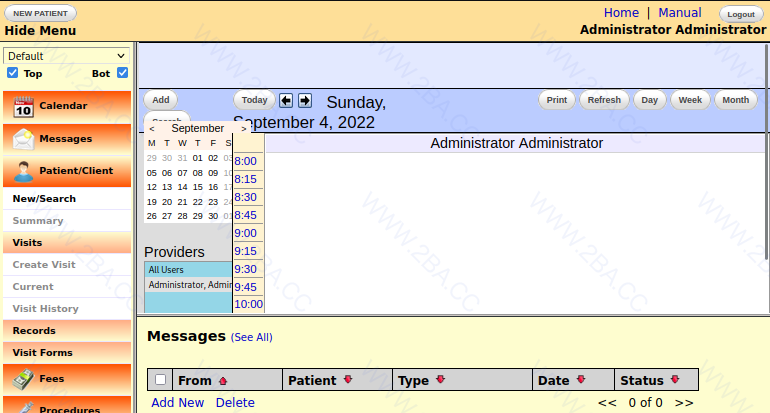 NEW PATIENT
Hide Menu
Home | Manual
Logout
Administrator Administrator
Default
Top
Bot
Calendar
Messages
Patient/Client
New/Search
Summary
Visits
Create Visit
Current
Visit History
Records
Visit Forms
Fees
Procedures
Add
Today
Sunday,
September 4, 2022
Print
Refresh
Day
Week
Month
Search
< September >
M T W T F S
29 30 31 01 02 03
05 06 07 08 09 10
12 13 14 15 16 17
19 20 21 22 23 24
26 27 28 29 30 01
Providers
All Users
Administrator, Admin
Administrator Administrator
8:00
8:15
8:30
8:45
9:00
9:15
9:30
9:45
10:00
Messages (See All)
From Patient Type Date Status
Add New Delete << 0 of 0 >>
WWW.2BA.CC